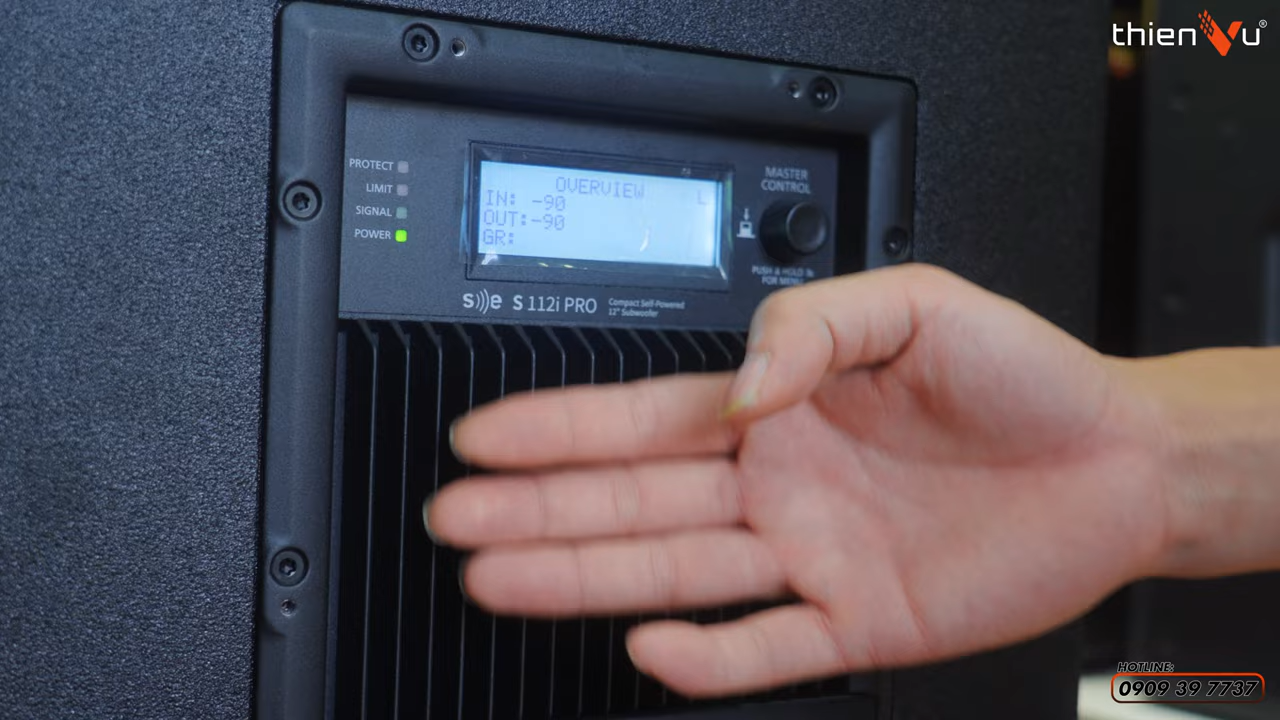 thienVu®
PROTECT
LIMIT
SIGNAL
POWER
OVERVIEW L
IN: -90
OUT:-90
GR:
MASTER
CONTROL
PUSH & HOLD
FOR MENU
s))e S 112i PRO
Compact Self-Powered
12" Subwoofer
HOTLINE:
0909 39 7737